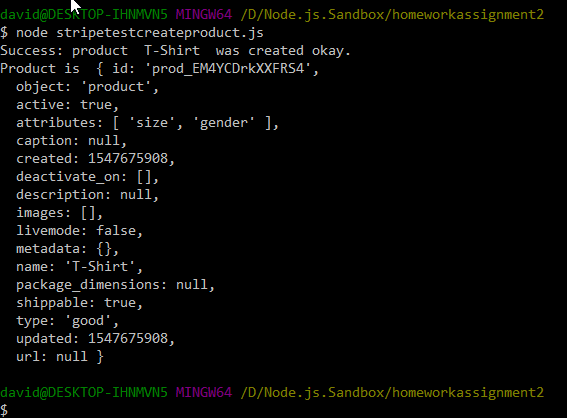 david@DESKTOP-IHNMVN5 MINGW64 /D/Node.js.Sandbox/homeworkassignment2
$ node stripetestcreateproduct.js
Success: product  T-Shirt  was created okay.
Product is  { id: 'prod_EM4YCDrkXXFRS4',
  object: 'product',
  active: true,
  attributes: [ 'size', 'gender' ],
  caption: null,
  created: 1547675908,
  deactivate_on: [],
  description: null,
  images: [],
  livemode: false,
  metadata: {},
  name: 'T-Shirt',
  package_dimensions: null,
  shippable: true,
  type: 'good',
  updated: 1547675908,
  url: null }

david@DESKTOP-IHNMVN5 MINGW64 /D/Node.js.Sandbox/homeworkassignment2
$